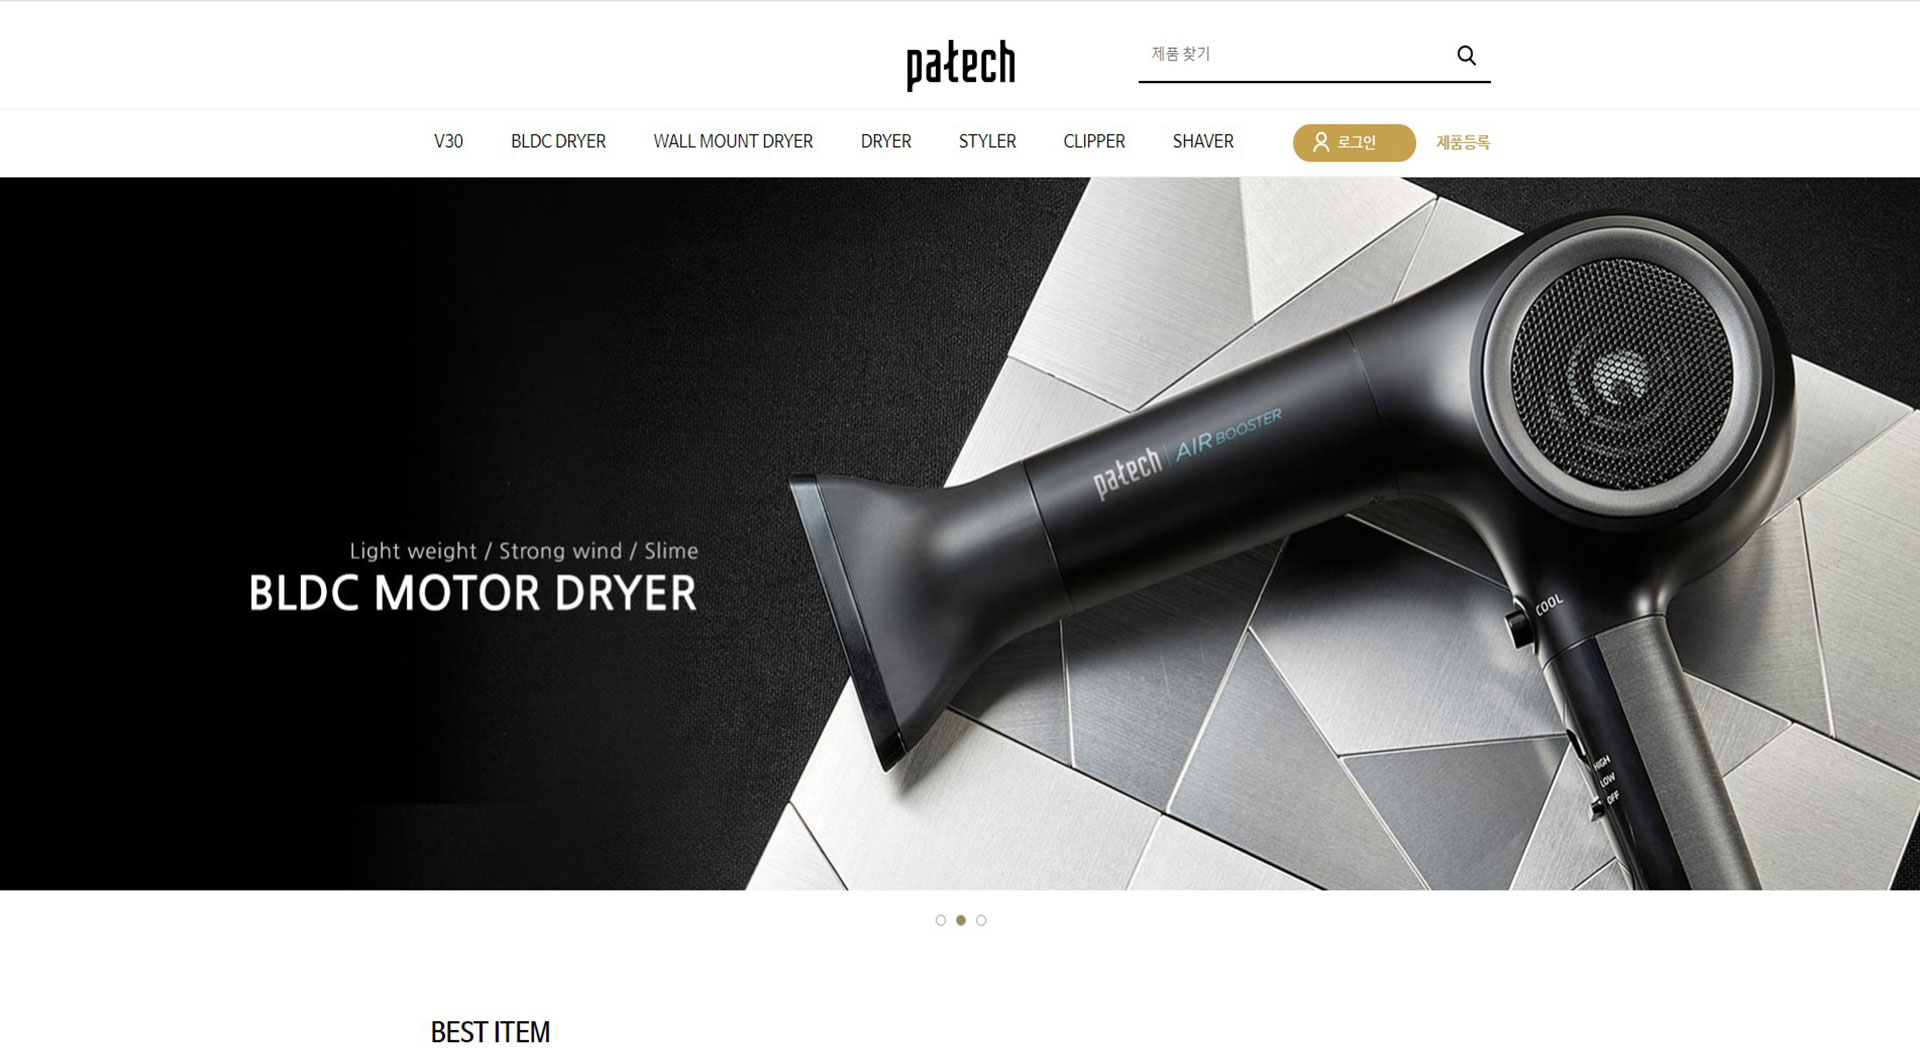 patech
제품 찾기
V30
BLDC DRYER
WALL MOUNT DRYER
DRYER
STYLER
CLIPPER
SHAVER
로그인
제품등록
patech | AIR BOOSTER
Light weight / Strong wind / Slime
BLDC MOTOR DRYER
COOL
HIGH
LOW
OFF
BEST ITEM